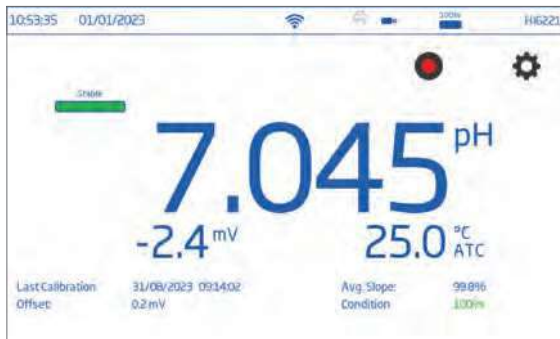 10:53:35 01/01/2023 100% HI6221
Stable
7.045 pH
-2.4 mV 25.0 °C ATC
Last Calibration: 31/08/2023 09:14:02 Avg. Slope: 99.8%
Offset: 0.2 mV Condition 100%